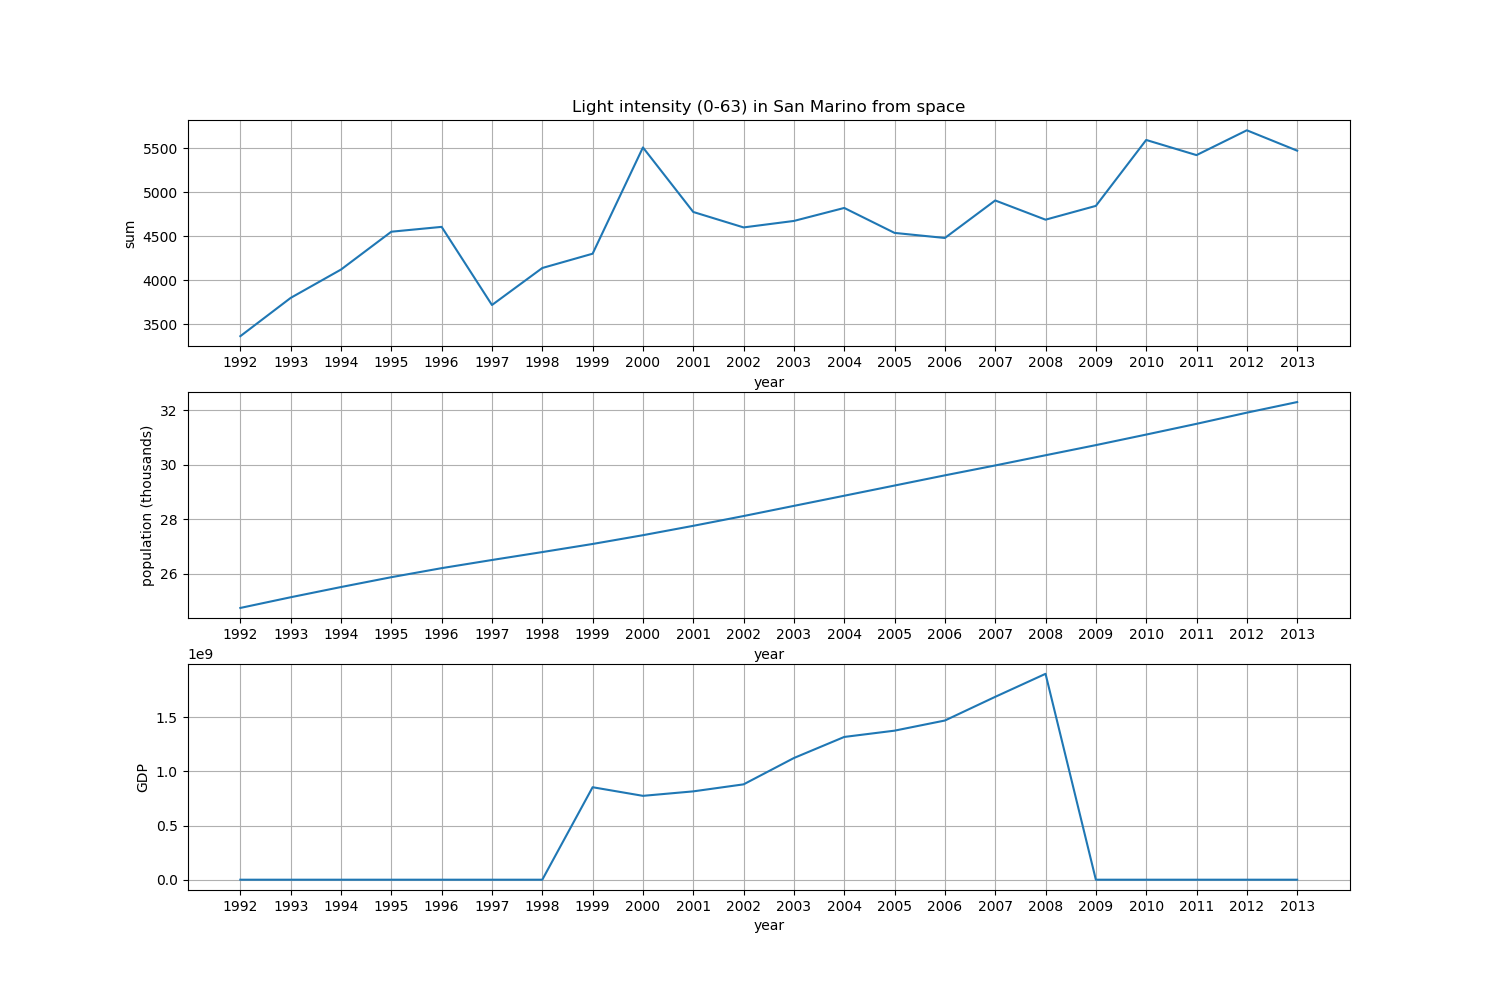 Light intensity (0-63) in San Marino from space
5500
5000
4500
4000
3500
sum
1992 1993 1994 1995 1996 1997 1998 1999 2000 2001 2002 2003 2004 2005 2006 2007 2008 2009 2010 2011 2012 2013
year
32
30
28
26
population (thousands)
1992 1993 1994 1995 1996 1997 1998 1999 2000 2001 2002 2003 2004 2005 2006 2007 2008 2009 2010 2011 2012 2013
year
1e9
1.5
1.0
0.5
0.0
GDP
1992 1993 1994 1995 1996 1997 1998 1999 2000 2001 2002 2003 2004 2005 2006 2007 2008 2009 2010 2011 2012 2013
year